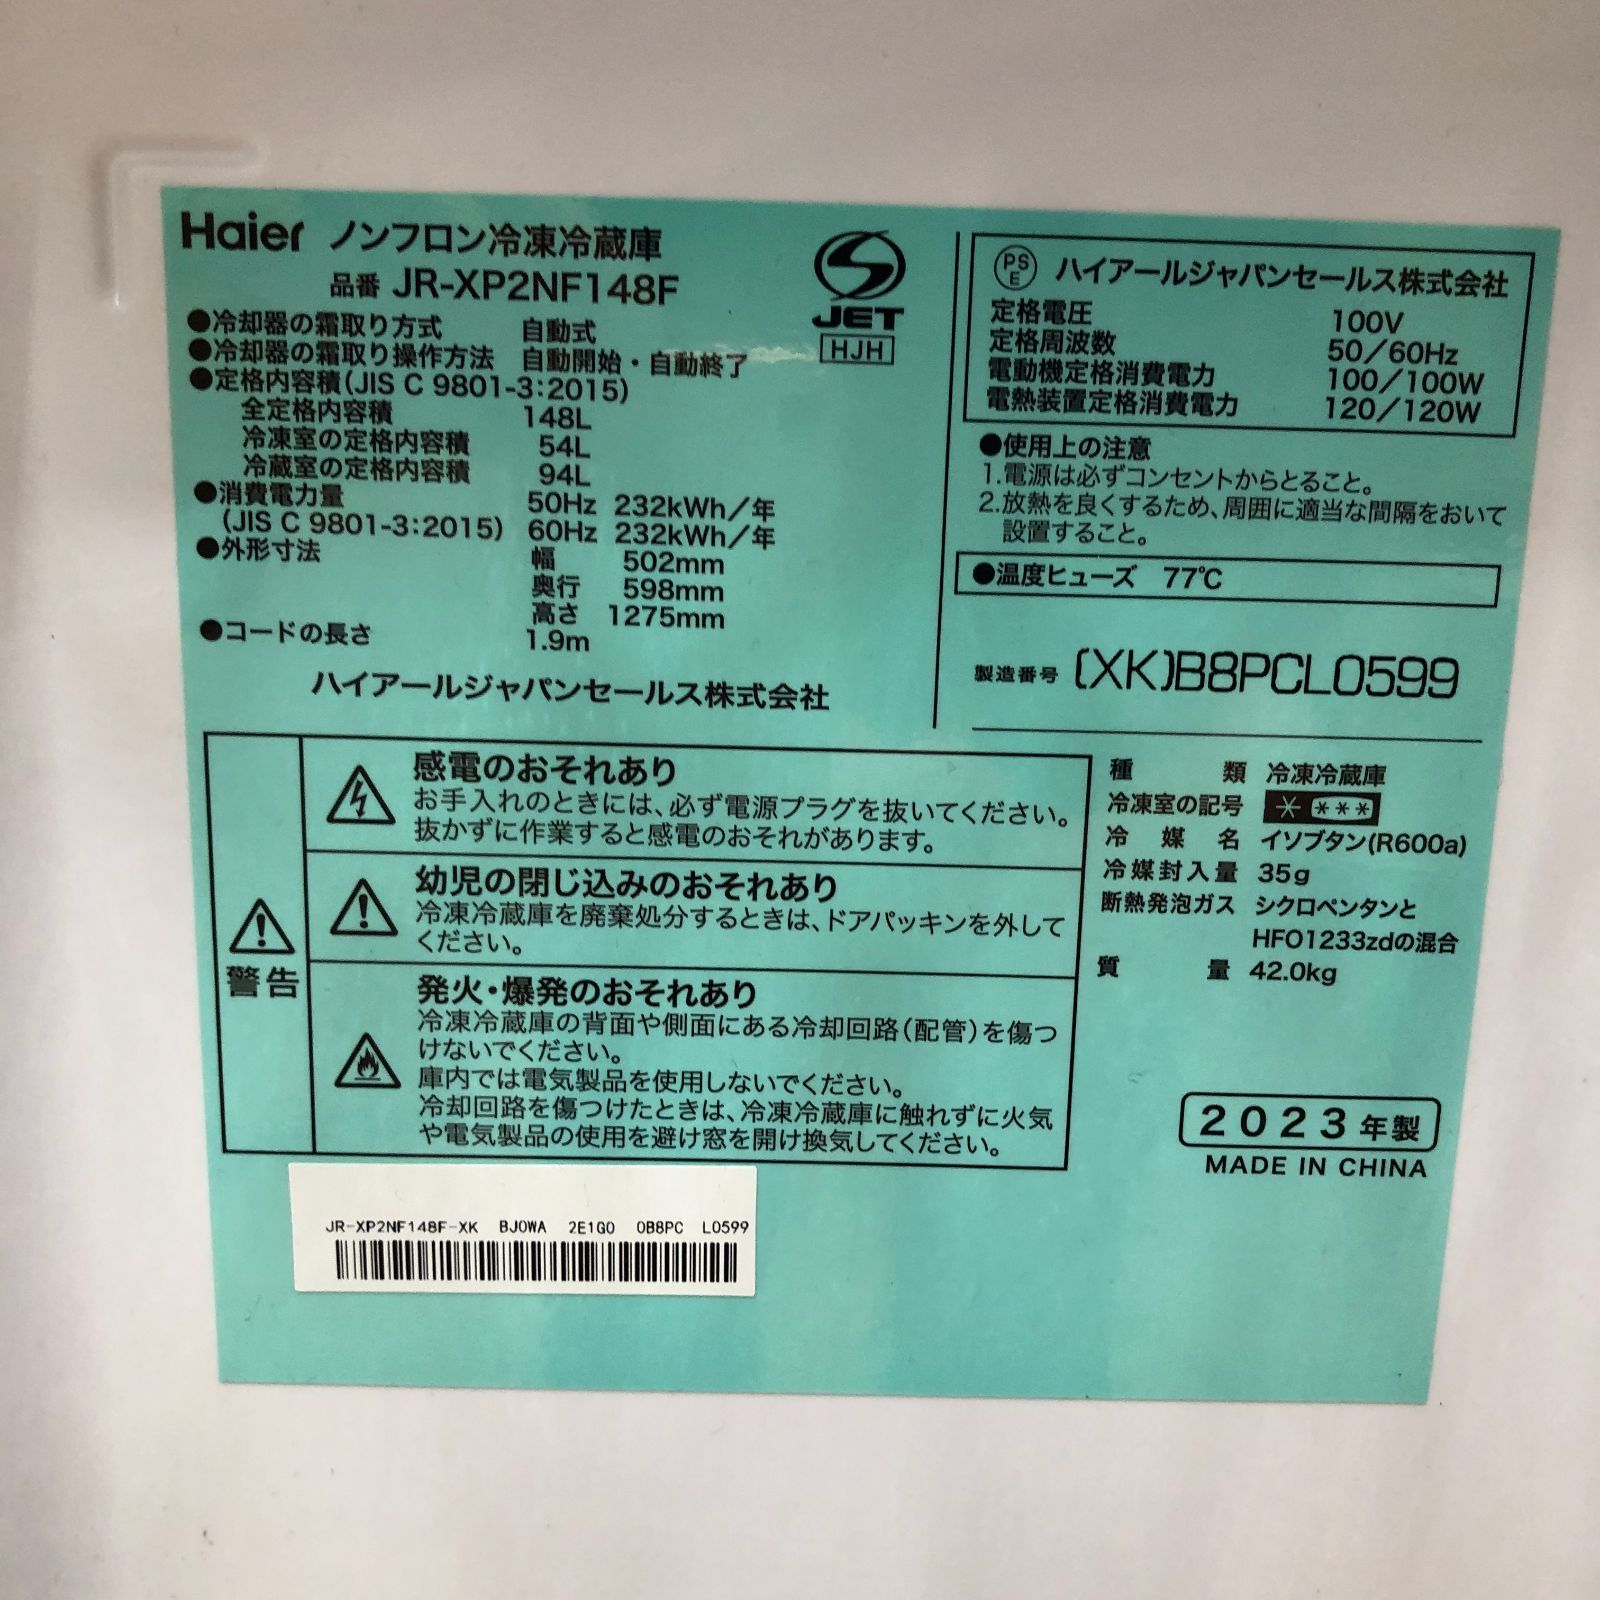 Haier ノンフロン冷凍冷蔵庫
品番 JR-XP2NF148F
●冷却器の霜取り方式 自動式
●冷却器の霜取り操作方法 自動開始・自動終了
●定格内容積(JIS C 9801-3:2015)
全定格内容積 148L
冷凍室の定格内容積 54L
冷蔵室の定格内容積 94L
●消費電力量 50Hz 232kWh/年
(JIS C 9801-3:2015) 60Hz 232kWh/年
●外形寸法 幅 502mm
奥行 598mm
高さ 1275mm
●コードの長さ 1.9m
ハイアールジャパンセールス株式会社
JET
HJH
PS
E
ハイアールジャパンセールス株式会社
定格電圧 100V
定格周波数 50/60Hz
電動機定格消費電力 100/100W
電熱装置定格消費電力 120/120W
●使用上の注意
1.電源は必ずコンセントからとること。
2.放熱を良くするため、周囲に適当な間隔をおいて
設置すること。
●温度ヒューズ 77℃
製造番号 (XK)B8PCL0599
警告
感電のおそれあり
お手入れのときには、必ず電源プラグを抜いてください。
抜かずに作業すると感電のおそれがあります。
幼児の閉じ込みのおそれあり
冷凍冷蔵庫を廃棄処分するときは、ドアパッキンを外して
ください。
発火・爆発のおそれあり
冷凍冷蔵庫の背面や側面にある冷却回路(配管)を傷つ
けないでください。
庫内では電気製品を使用しないでください。
冷却回路を傷つけたときは、冷凍冷蔵庫に触れずに火気
や電気製品の使用を避け窓を開け換気してください。
種類 冷凍冷蔵庫
冷凍室の記号 * ***
冷媒名 イソブタン(R600a)
冷媒封入量 35g
断熱発泡ガス シクロペンタンと
HFO1233zdの混合
質量 42.0kg
2023年製
MADE IN CHINA
JR-XP2NF148F-XK BJ0WA 2E1G0 0B8PC L0599